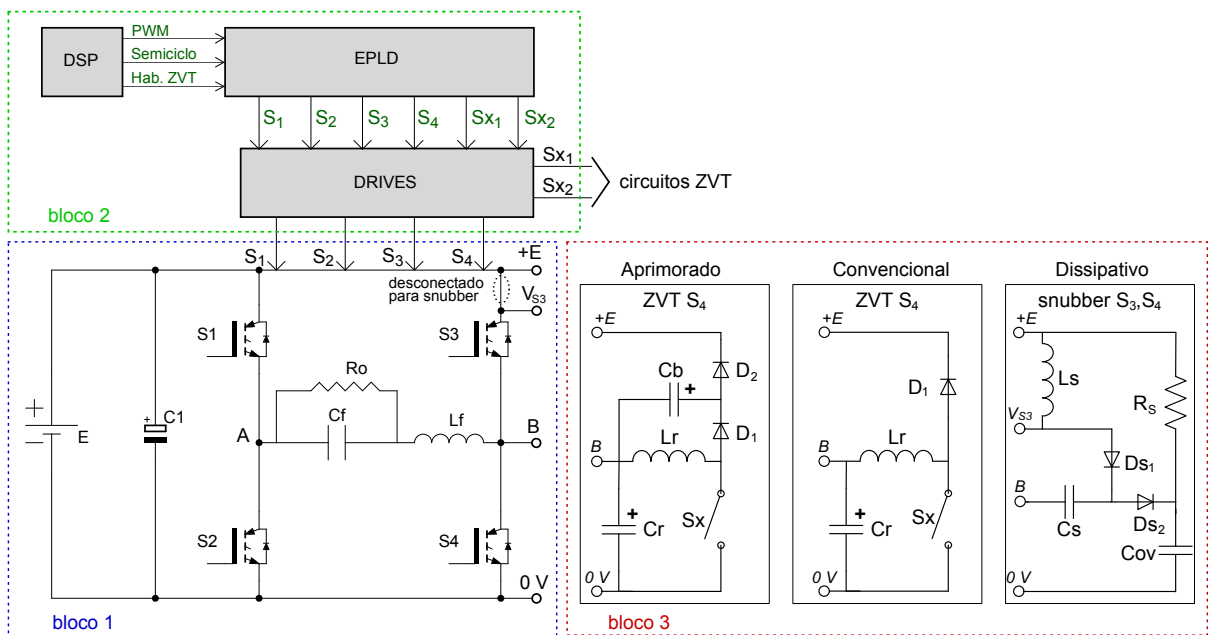 DSP
PWM
Semiciclo
Hab. ZVT
EPLD
S1
S2
S3
S4
Sx1
Sx2
DRIVES
Sx1
Sx2
circuitos ZVT
bloco 2
S1
S2
S3
S4
+E
desconectado
para snubber
VS3
S1
S3
Ro
Cf
Lf
A
B
E
C1
+
S2
S4
0 V
bloco 1
Aprimorado
ZVT S4
+E
Cb
+
D2
D1
Lr
B
+
Cr
Sx
0 V
Convencional
ZVT S4
+E
D1
Lr
B
+
Cr
Sx
0 V
Dissipativo
snubber S3,S4
+E
Ls
RS
VS3
Ds1
B
Cs
Ds2
Cov
0 V
bloco 3